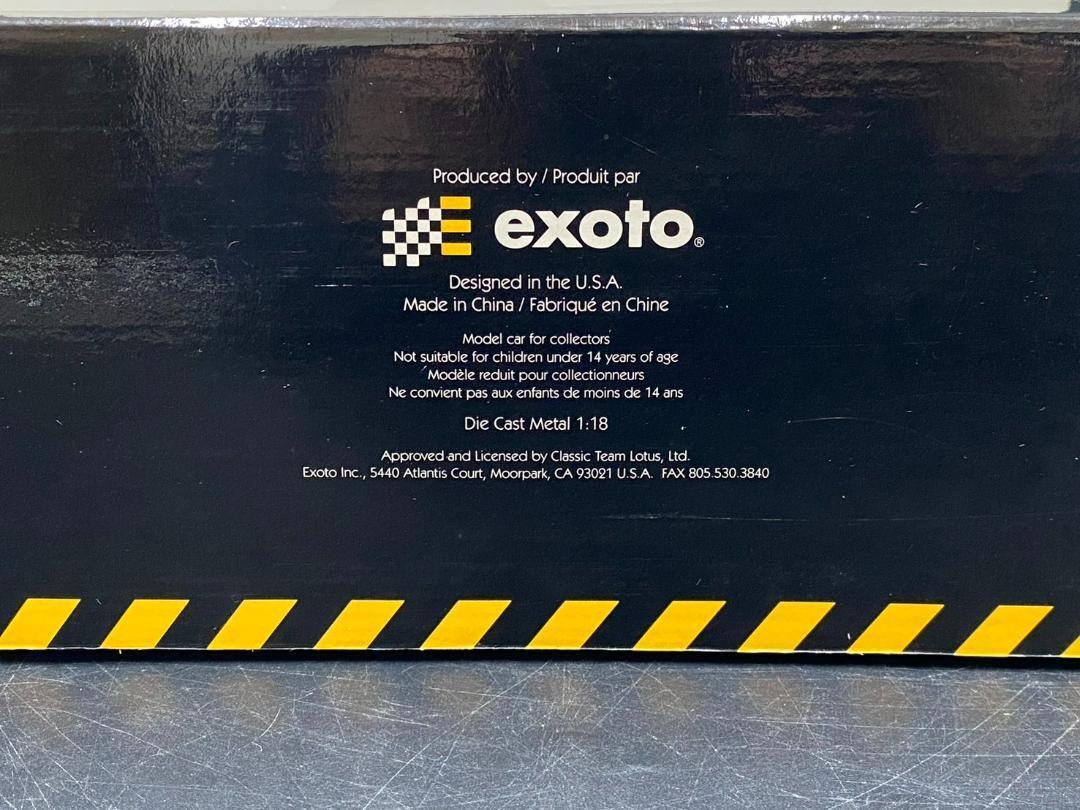 Produced by / Produit par
exoto®
Designed in the U.S.A.
Made in China / Fabriqué en Chine
Model car for collectors
Not suitable for children under 14 years of age
Modèle reduit pour collectionneurs
Ne convient pas aux enfants de moins de 14 ans
Die Cast Metal 1:18
Approved and Licensed by Classic Team Lotus, Ltd.
Exoto Inc., 5440 Atlantis Court, Moorpark, CA 93021 U.S.A. FAX 805.530.3840